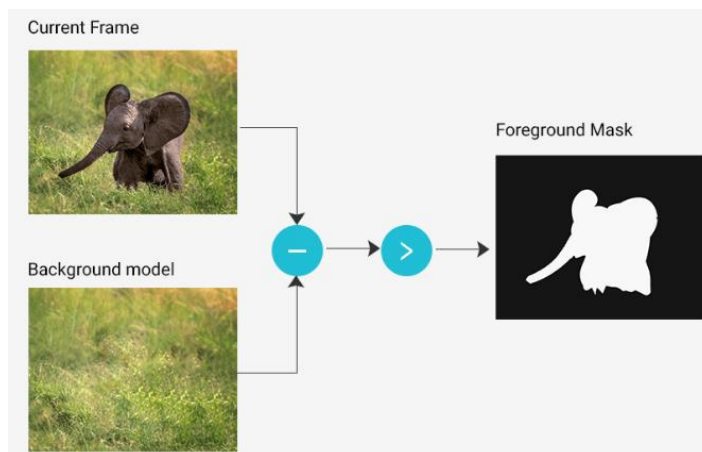 Current Frame
Foreground Mask
Background model
−
>